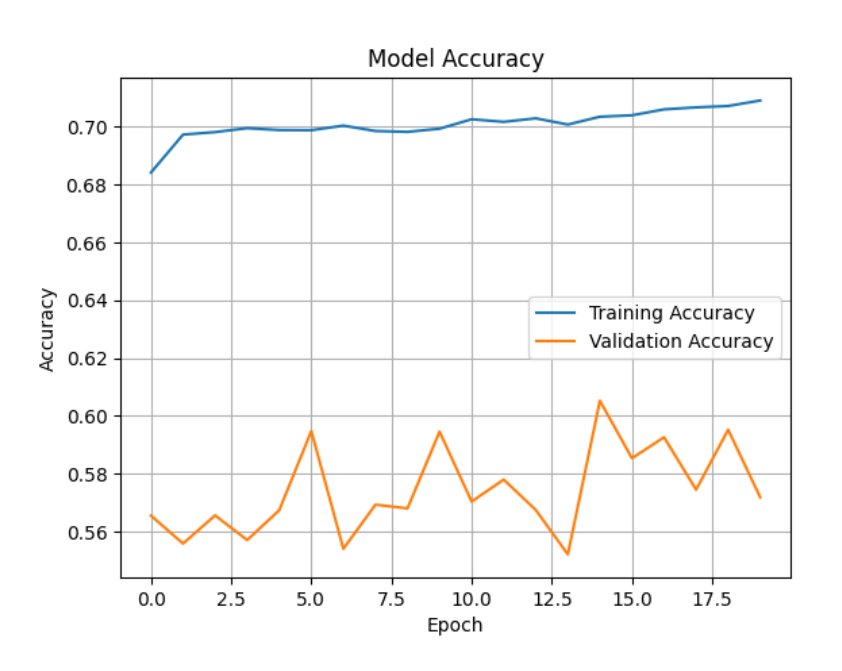 Model Accuracy
Accuracy
0.70
0.68
0.66
0.64
0.62
0.60
0.58
0.56
Training Accuracy
Validation Accuracy
0.0 2.5 5.0 7.5 10.0 12.5 15.0 17.5
Epoch